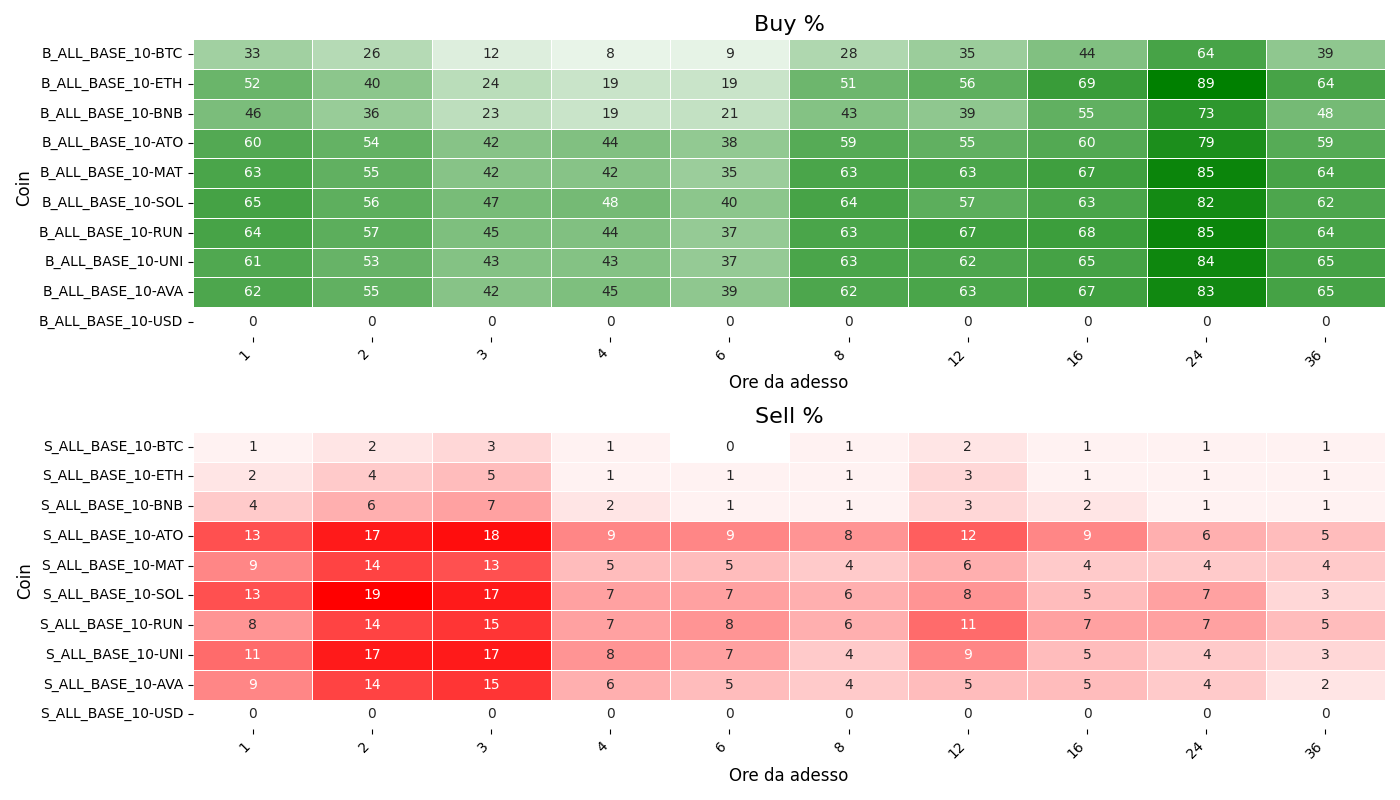 Buy %
Coin
B_ALL_BASE_10-BTC 33 26 12 8 9 28 35 44 64 39
B_ALL_BASE_10-ETH 52 40 24 19 19 51 56 69 89 64
B_ALL_BASE_10-BNB 46 36 23 19 21 43 39 55 73 48
B_ALL_BASE_10-ATO 60 54 42 44 38 59 55 60 79 59
B_ALL_BASE_10-MAT 63 55 42 42 35 63 63 67 85 64
B_ALL_BASE_10-SOL 65 56 47 48 40 64 57 63 82 62
B_ALL_BASE_10-RUN 64 57 45 44 37 63 67 68 85 64
B_ALL_BASE_10-UNI 61 53 43 43 37 63 62 65 84 65
B_ALL_BASE_10-AVA 62 55 42 45 39 62 63 67 83 65
B_ALL_BASE_10-USD 0 0 0 0 0 0 0 0 0 0
1 2 3 4 6 8 12 16 24 36
Ore da adesso
Sell %
Coin
S_ALL_BASE_10-BTC 1 2 3 1 0 1 2 1 1 1
S_ALL_BASE_10-ETH 2 4 5 1 1 1 3 1 1 1
S_ALL_BASE_10-BNB 4 6 7 2 1 1 3 2 1 1
S_ALL_BASE_10-ATO 13 17 18 9 9 8 12 9 6 5
S_ALL_BASE_10-MAT 9 14 13 5 5 4 6 4 4 4
S_ALL_BASE_10-SOL 13 19 17 7 7 6 8 5 7 3
S_ALL_BASE_10-RUN 8 14 15 7 8 6 11 7 7 5
S_ALL_BASE_10-UNI 11 17 17 8 7 4 9 5 4 3
S_ALL_BASE_10-AVA 9 14 15 6 5 4 5 5 4 2
S_ALL_BASE_10-USD 0 0 0 0 0 0 0 0 0 0
1 2 3 4 6 8 12 16 24 36
Ore da adesso